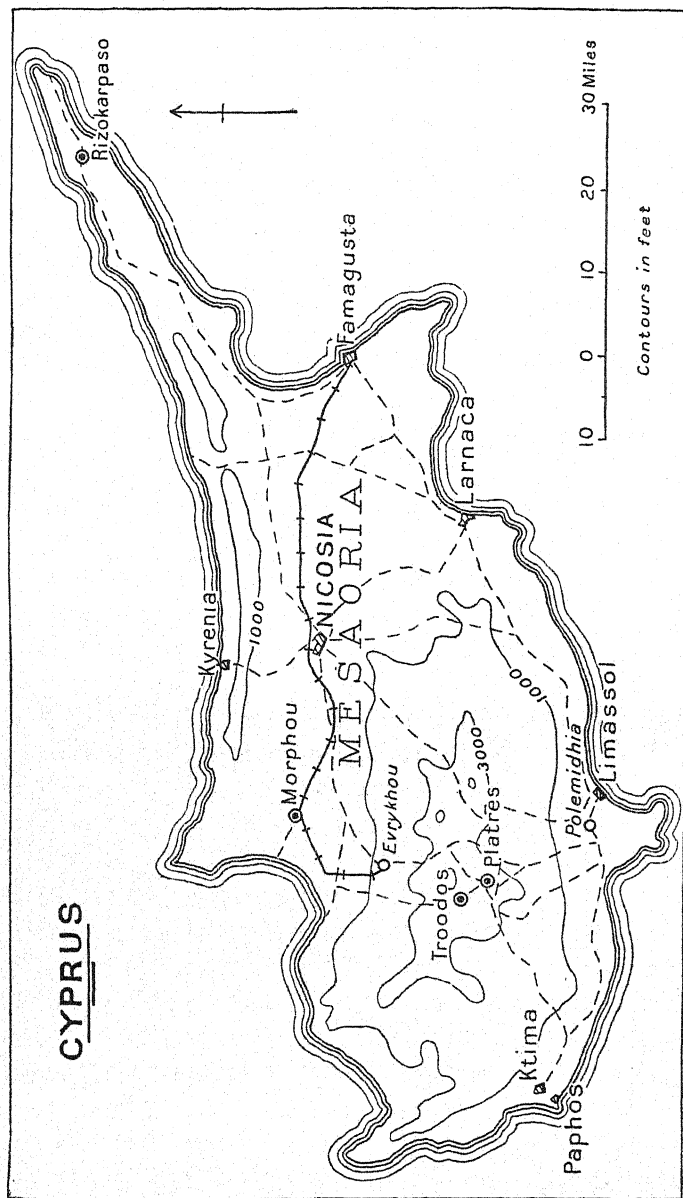 CYPRUS
Rizokarpaso
Kyrenia
1000
Morphou
NICOSIA
Famagusta
MESAORIA
Evrykhou
Larnaca
3000
Troodos
Platres
1000
Ktima
Paphos
Polemidhia
Limassol
10 0 10 20 30 Miles
Contours in feet